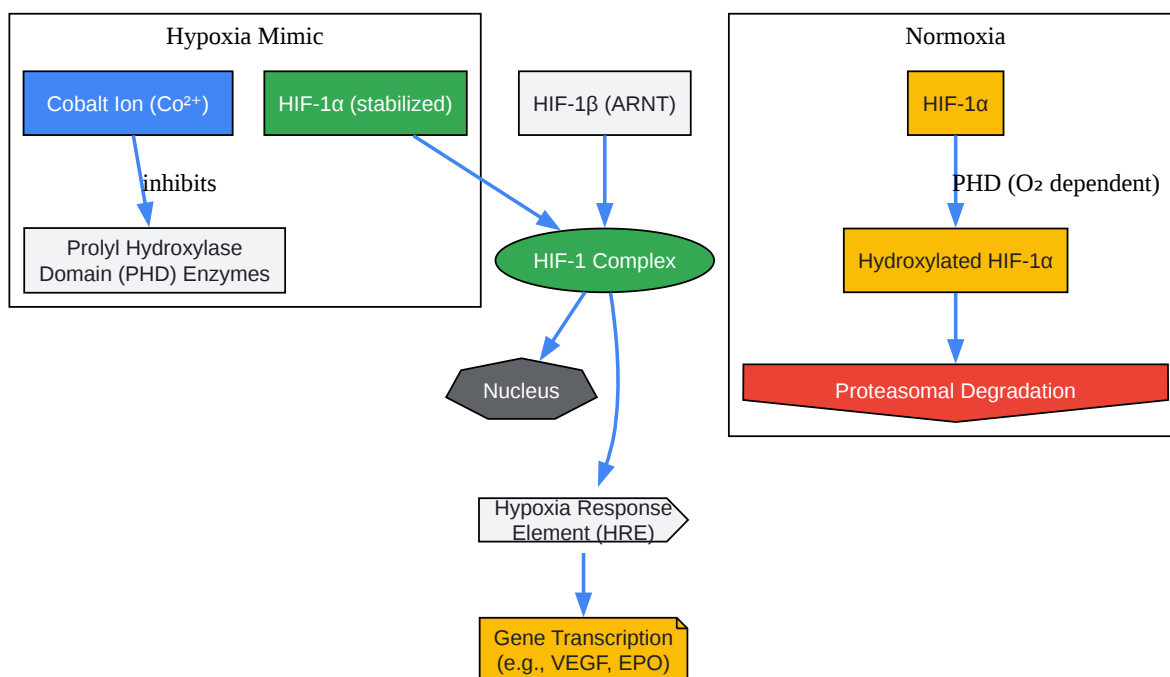 Hypoxia Mimic
Normoxia
Cobalt Ion (Co²⁺)
HIF-1α (stabilized)
HIF-1β (ARNT)
HIF-1α
inhibits
PHD (O₂ dependent)
Prolyl Hydroxylase
Domain (PHD) Enzymes
HIF-1 Complex
Hydroxylated HIF-1α
Nucleus
Proteasomal Degradation
Hypoxia Response
Element (HRE)
Gene Transcription
(e.g., VEGF, EPO)